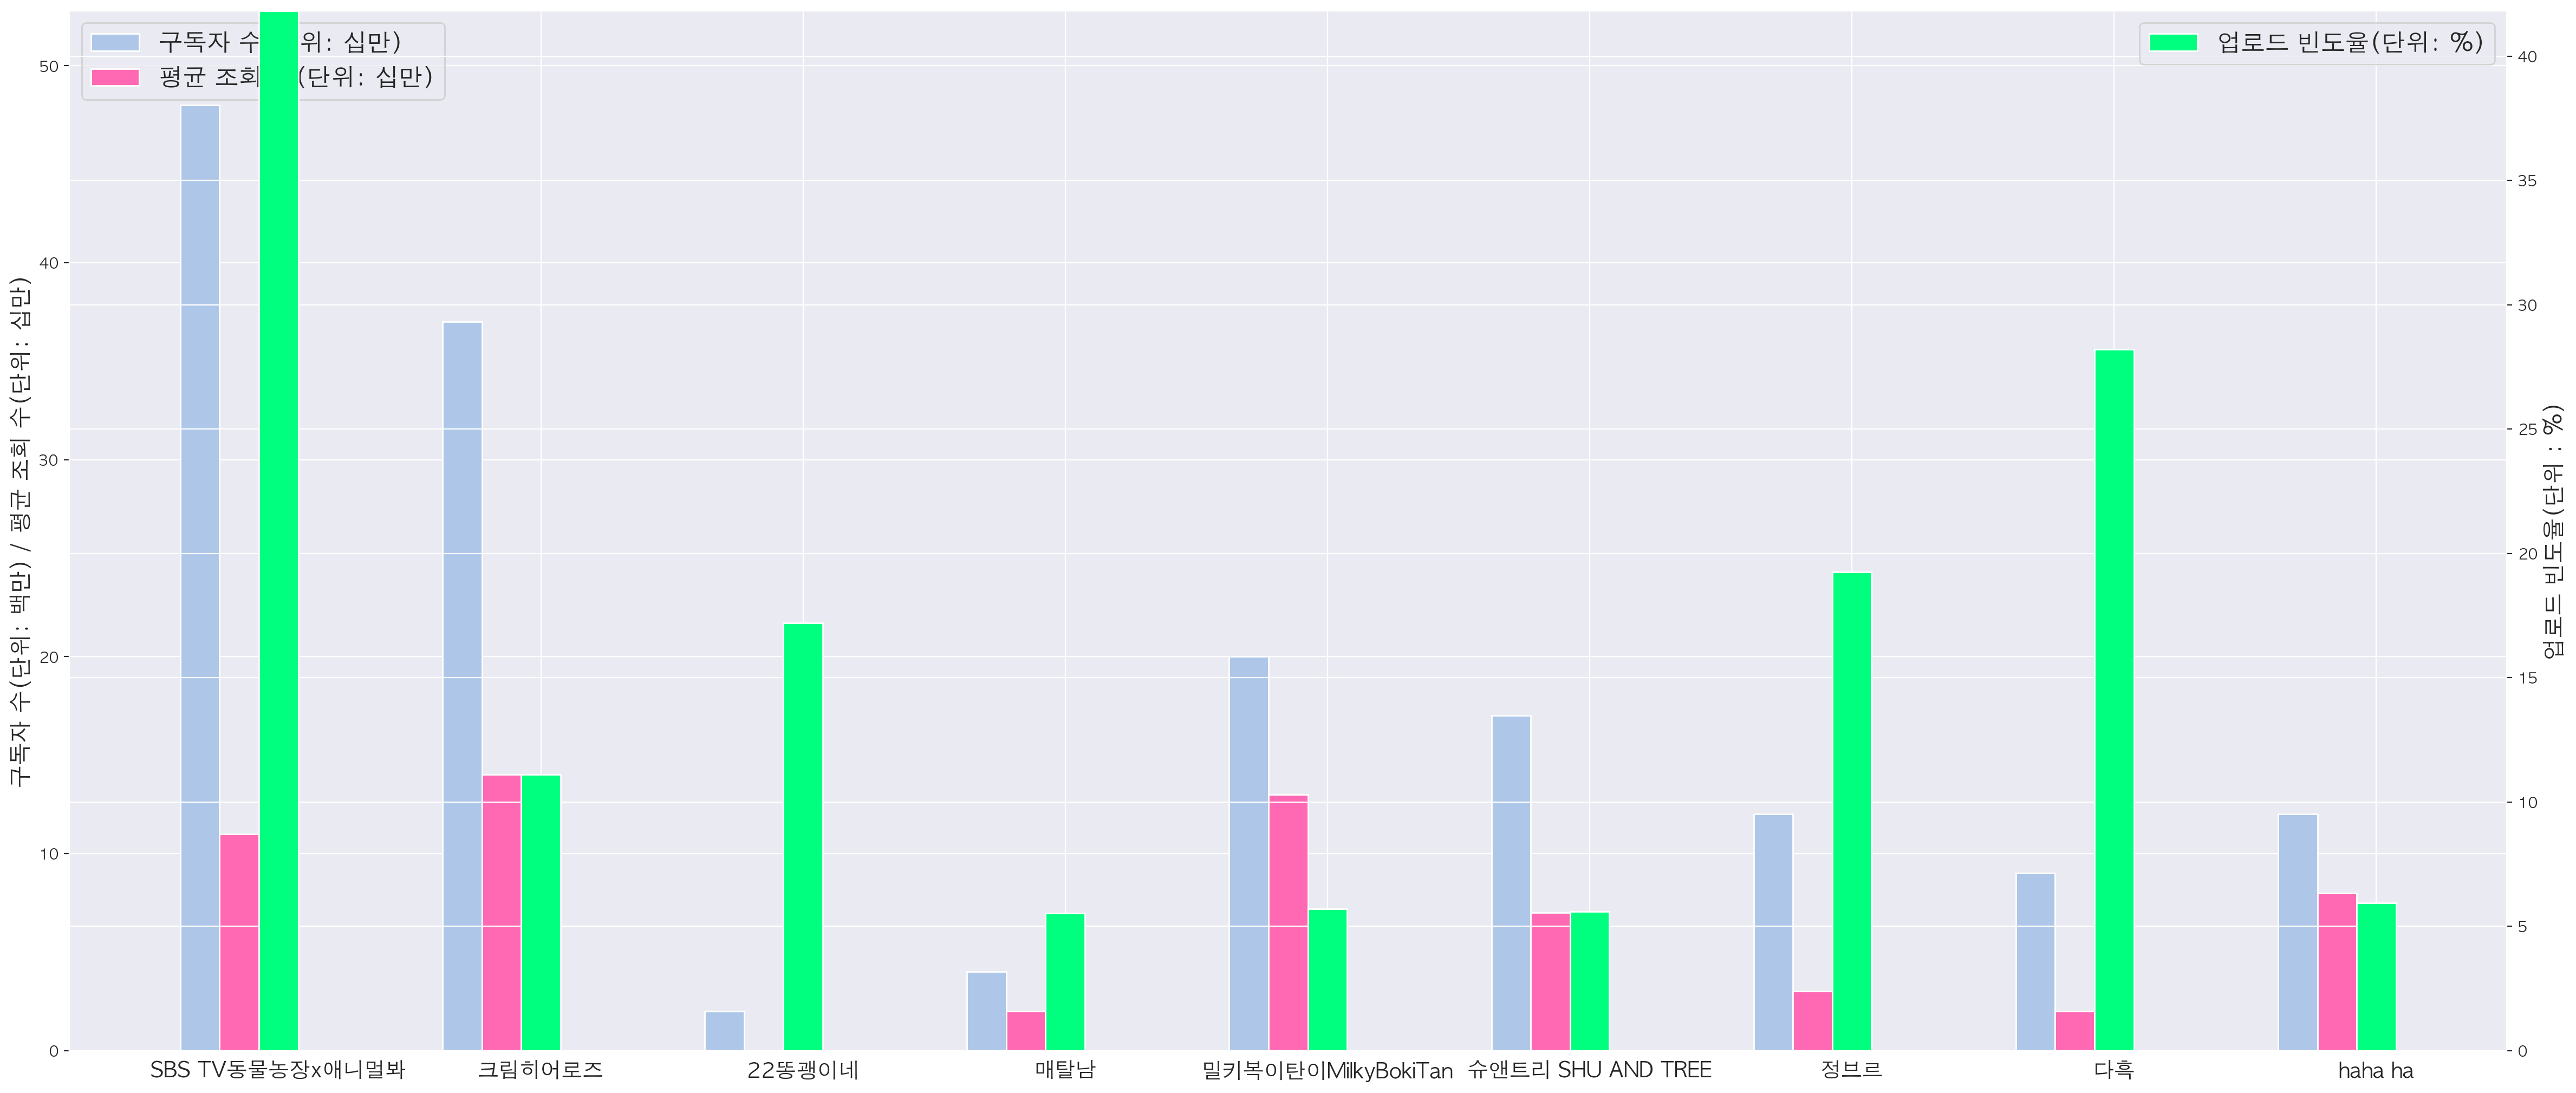 구독자 수 위: 십만)
평균 조회 (단위: 십만)
업로드 빈도율(단위: %)
구독자 수(단위: 백만) / 평균 조회 수(단위: 십만)
50
40
30
20
10
0
40
35
30
25
20
15
10
5
0
업로드 빈도율(단위 : %)
SBS TV동물농장x애니멀봐 크림히어로즈 22똥괭이네 매탈남 밀키복이탄이MilkyBokiTan 슈앤트리 SHU AND TREE 정브르 다흑 haha ha